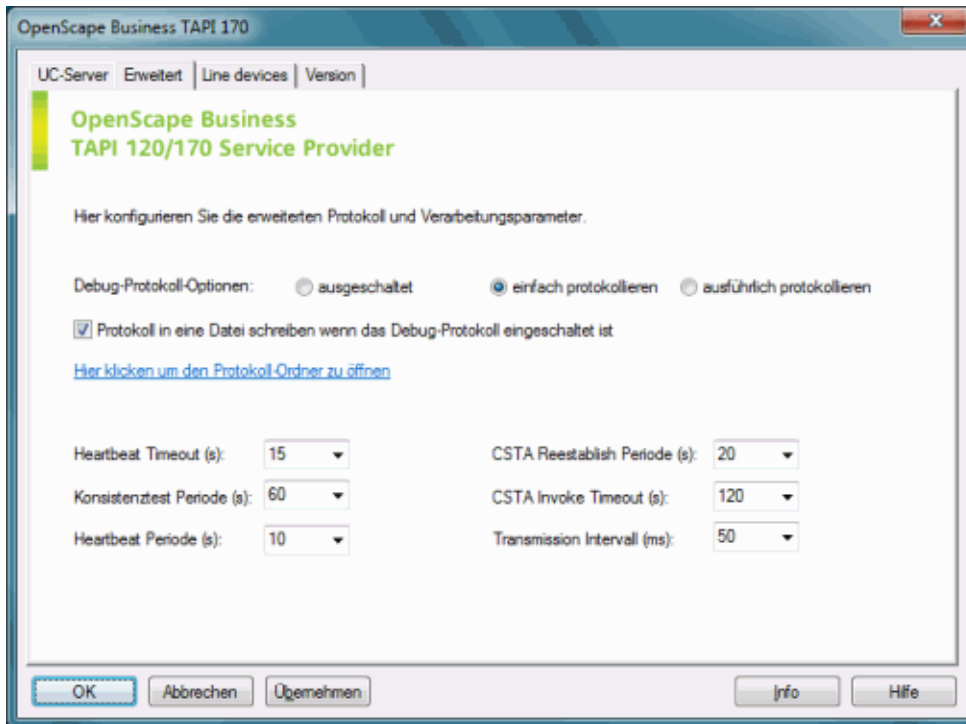 OpenScape Business TAPI 170
UC-Server Erweitert Line devices Version
OpenScape Business
TAPI 120/170 Service Provider
Hier konfigurieren Sie die erweiterten Protokoll und Verarbeitungsparameter.
Debug-Protokoll-Optionen: ausgeschaltet einfach protokollieren ausführlich protokollieren
Protokoll in eine Datei schreiben wenn das Debug-Protokoll eingeschaltet ist
Hier klicken um den Protokoll-Ordner zu öffnen
Heartbeat Timeout (s): 15 CSTA Reestablish Periode (s): 20
Konsistenztest Periode (s): 60 CSTA Invoke Timeout (s): 120
Heartbeat Periode (s): 10 Transmission Intervall (ms): 50
OK Abbrechen Übernehmen Info Hilfe